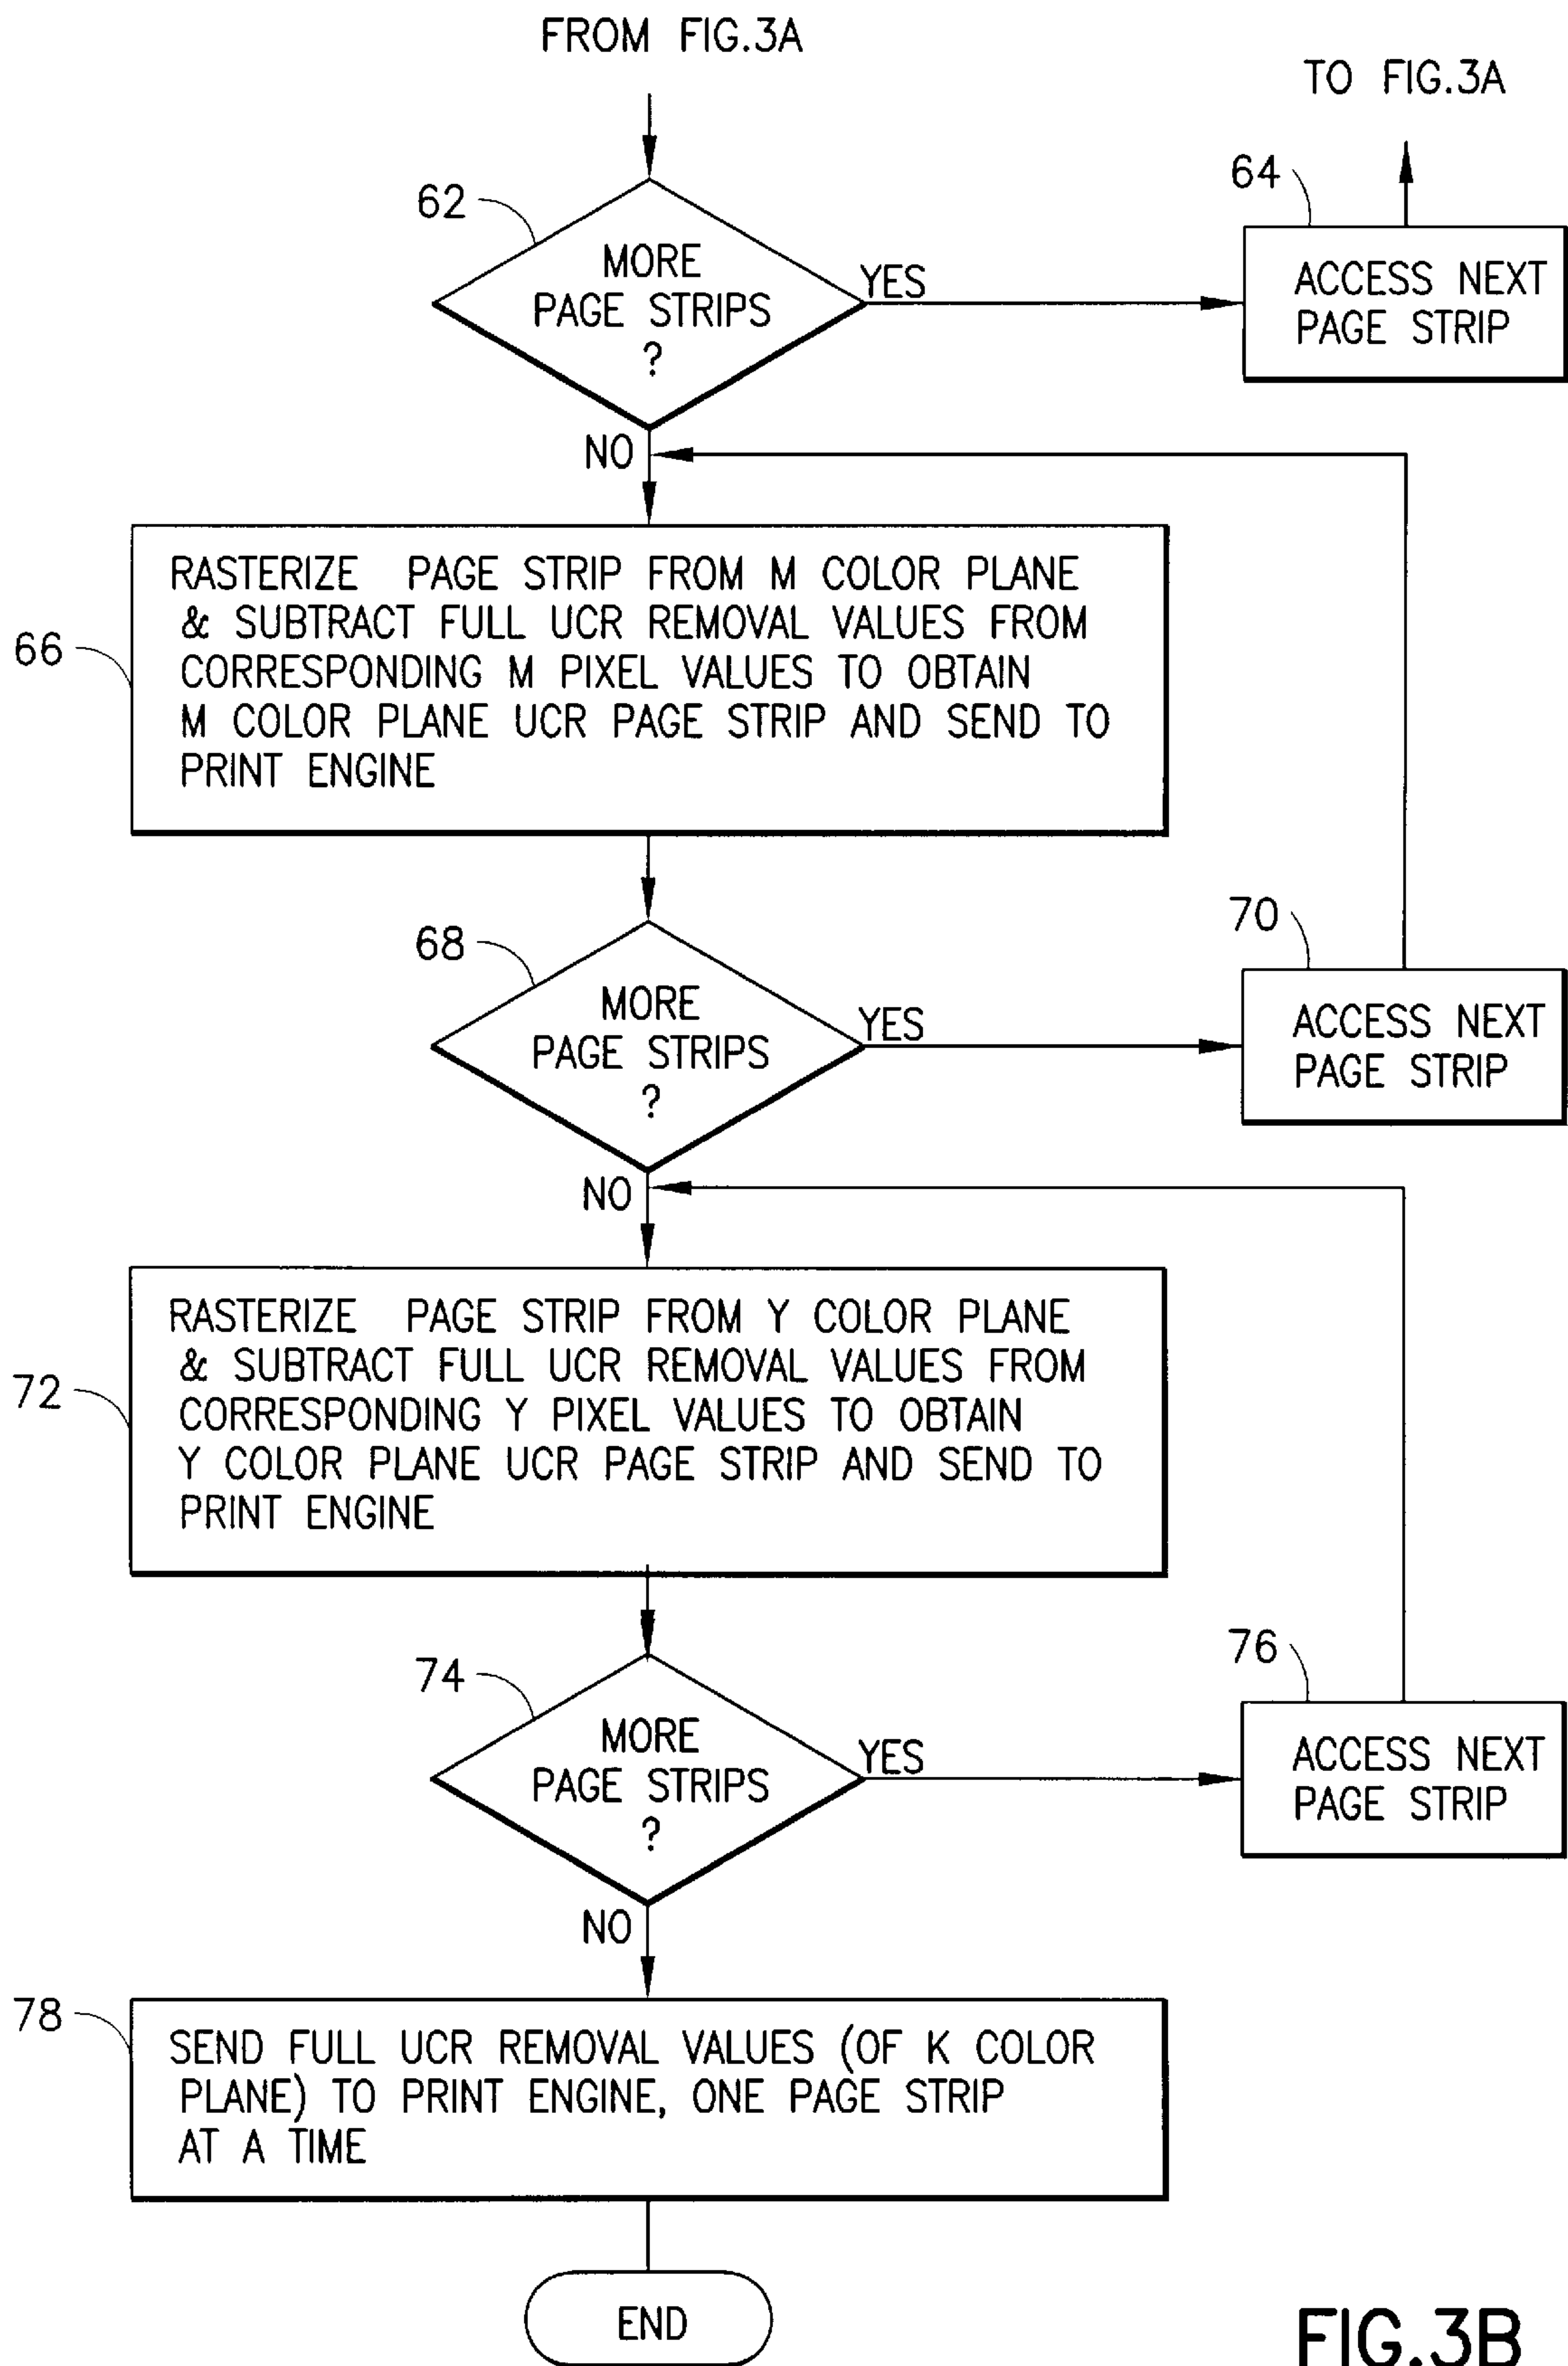 FROM FIG.3A
TO FIG.3A
62
MORE
PAGE STRIPS
?
YES
64
ACCESS NEXT
PAGE STRIP
NO
66
RASTERIZE PAGE STRIP FROM M COLOR PLANE
& SUBTRACT FULL UCR REMOVAL VALUES FROM
CORRESPONDING M PIXEL VALUES TO OBTAIN
M COLOR PLANE UCR PAGE STRIP AND SEND TO
PRINT ENGINE
68
MORE
PAGE STRIPS
?
YES
70
ACCESS NEXT
PAGE STRIP
NO
72
RASTERIZE PAGE STRIP FROM Y COLOR PLANE
& SUBTRACT FULL UCR REMOVAL VALUES FROM
CORRESPONDING Y PIXEL VALUES TO OBTAIN
Y COLOR PLANE UCR PAGE STRIP AND SEND TO
PRINT ENGINE
74
MORE
PAGE STRIPS
?
YES
76
ACCESS NEXT
PAGE STRIP
NO
78
SEND FULL UCR REMOVAL VALUES (OF K COLOR
PLANE) TO PRINT ENGINE, ONE PAGE STRIP
AT A TIME
END
FIG.3B